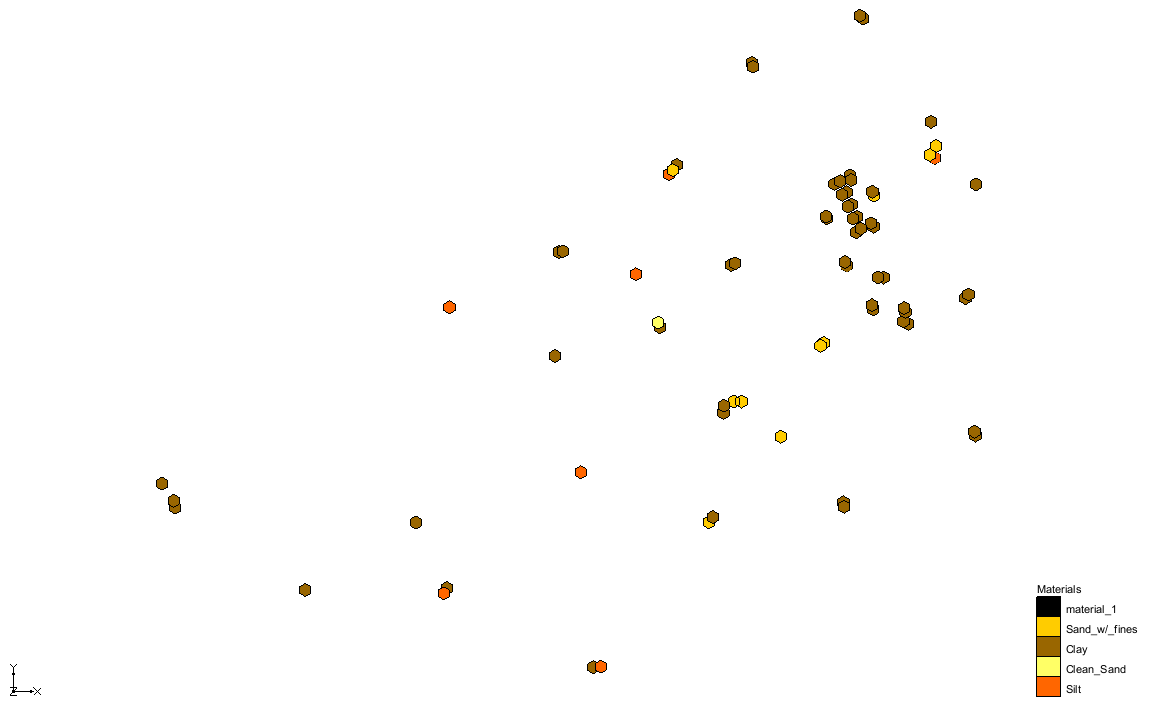 Materials
material_1
Sand_w/_fines
Clay
Clean_Sand
Silt
Y
Z X